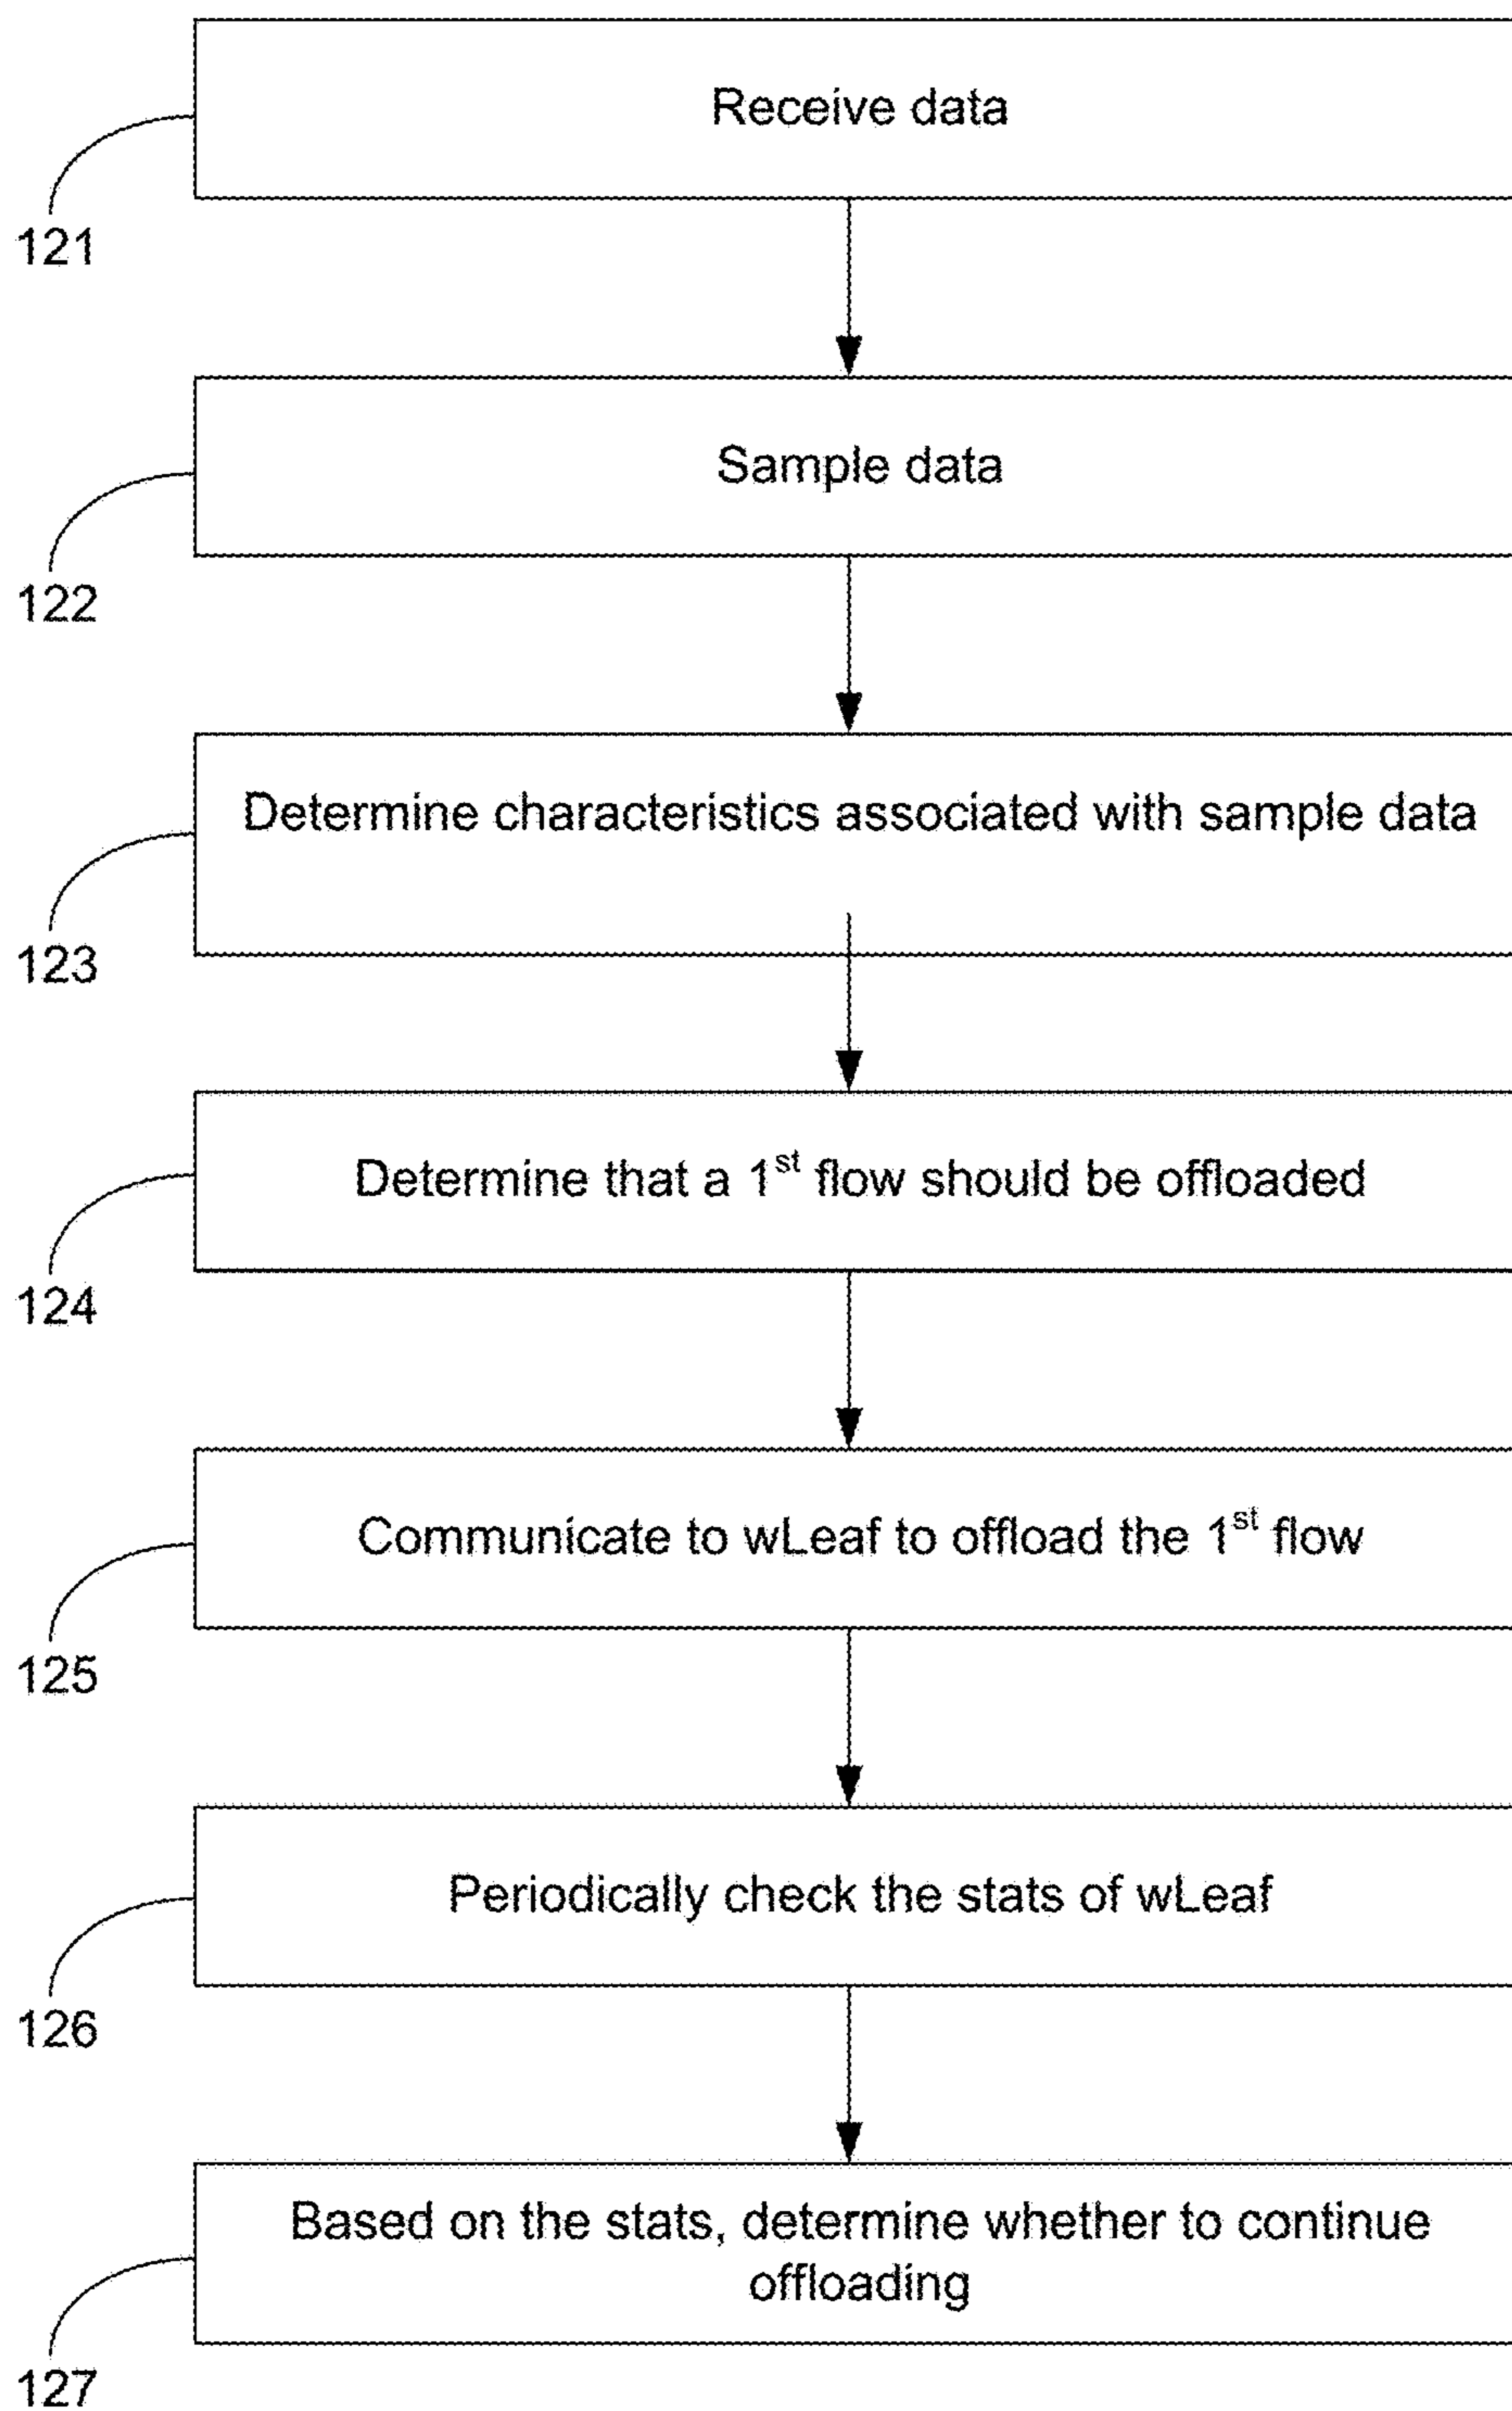 Receive data
121
Sample data
122
Determine characteristics associated with sample data
123
Determine that a 1st flow should be offloaded
124
Communicate to wLeaf to offload the 1st flow
125
Periodically check the stats of wLeaf
126
Based on the stats, determine whether to continue
offloading
127